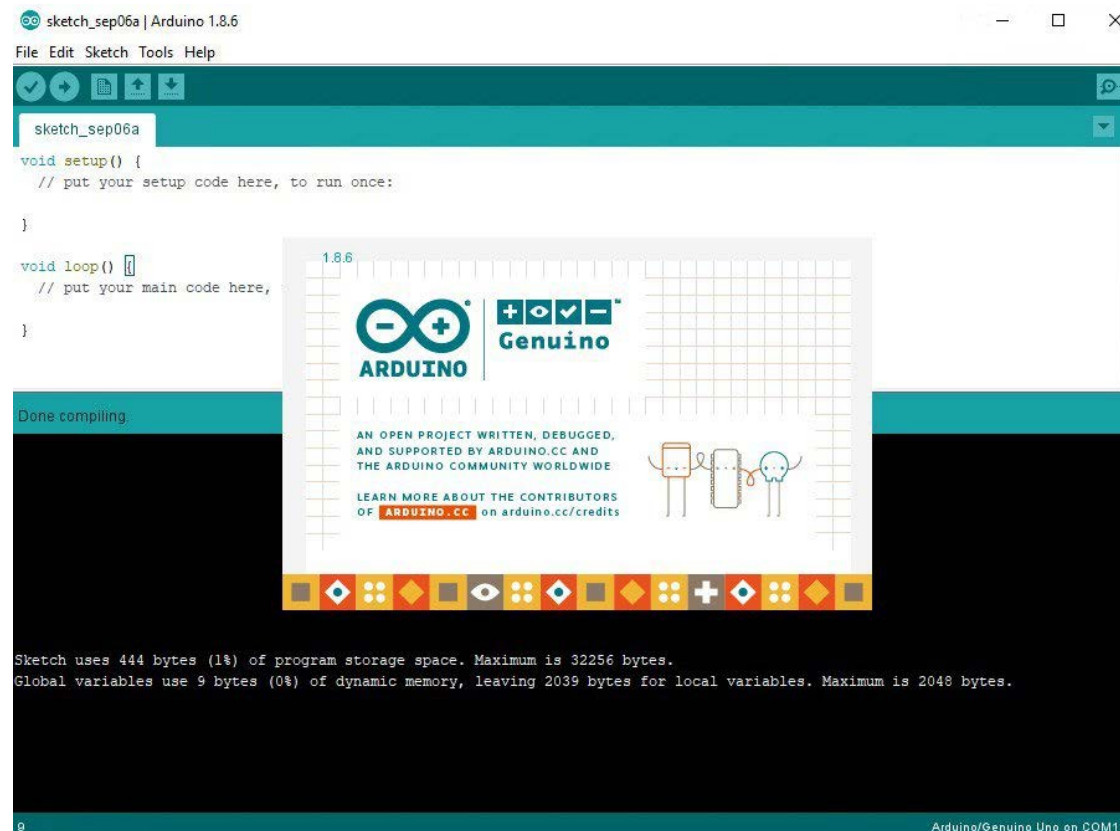 sketch_sep06a | Arduino 1.8.6
File Edit Sketch Tools Help
sketch_sep06a
void setup() {
  // put your setup code here, to run once:
}
void loop() {
  // put your main code here,
}
1.8.6
ARDUINO
Genuino™
AN OPEN PROJECT WRITTEN, DEBUGGED,
AND SUPPORTED BY ARDUINO.CC AND
THE ARDUINO COMMUNITY WORLDWIDE
LEARN MORE ABOUT THE CONTRIBUTORS
OF ARDUINO.CC on arduino.cc/credits
Done compiling.
Sketch uses 444 bytes (1%) of program storage space. Maximum is 32256 bytes.
Global variables use 9 bytes (0%) of dynamic memory, leaving 2039 bytes for local variables. Maximum is 2048 bytes.
9
Arduino/Genuino Uno on COM1